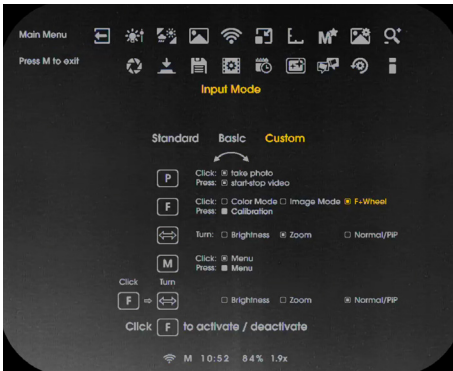 Main Menu
Press M to exit
Input Mode
Standard Basic Custom
P Click: take photo
Press: start-stop video
F Click: Color Mode Image Mode F+Wheel
Press: Calibration
Turn: Brightness Zoom Normal/PiP
M Click: Menu
Press: Menu
Click Turn
F Brightness Zoom Normal/PiP
Click F to activate / deactivate
M 10:52 84% 1.9x